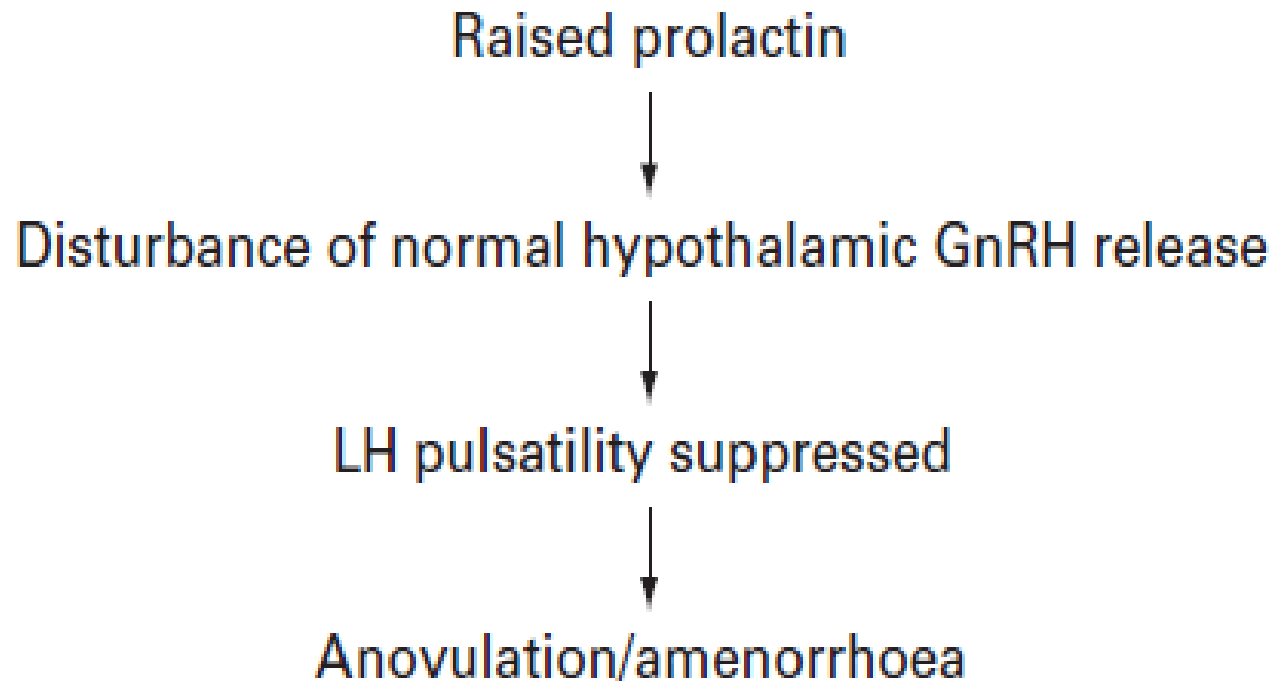 Raised prolactin
Disturbance of normal hypothalamic GnRH release
LH pulsatility suppressed
Anovulation/amenorrhoea